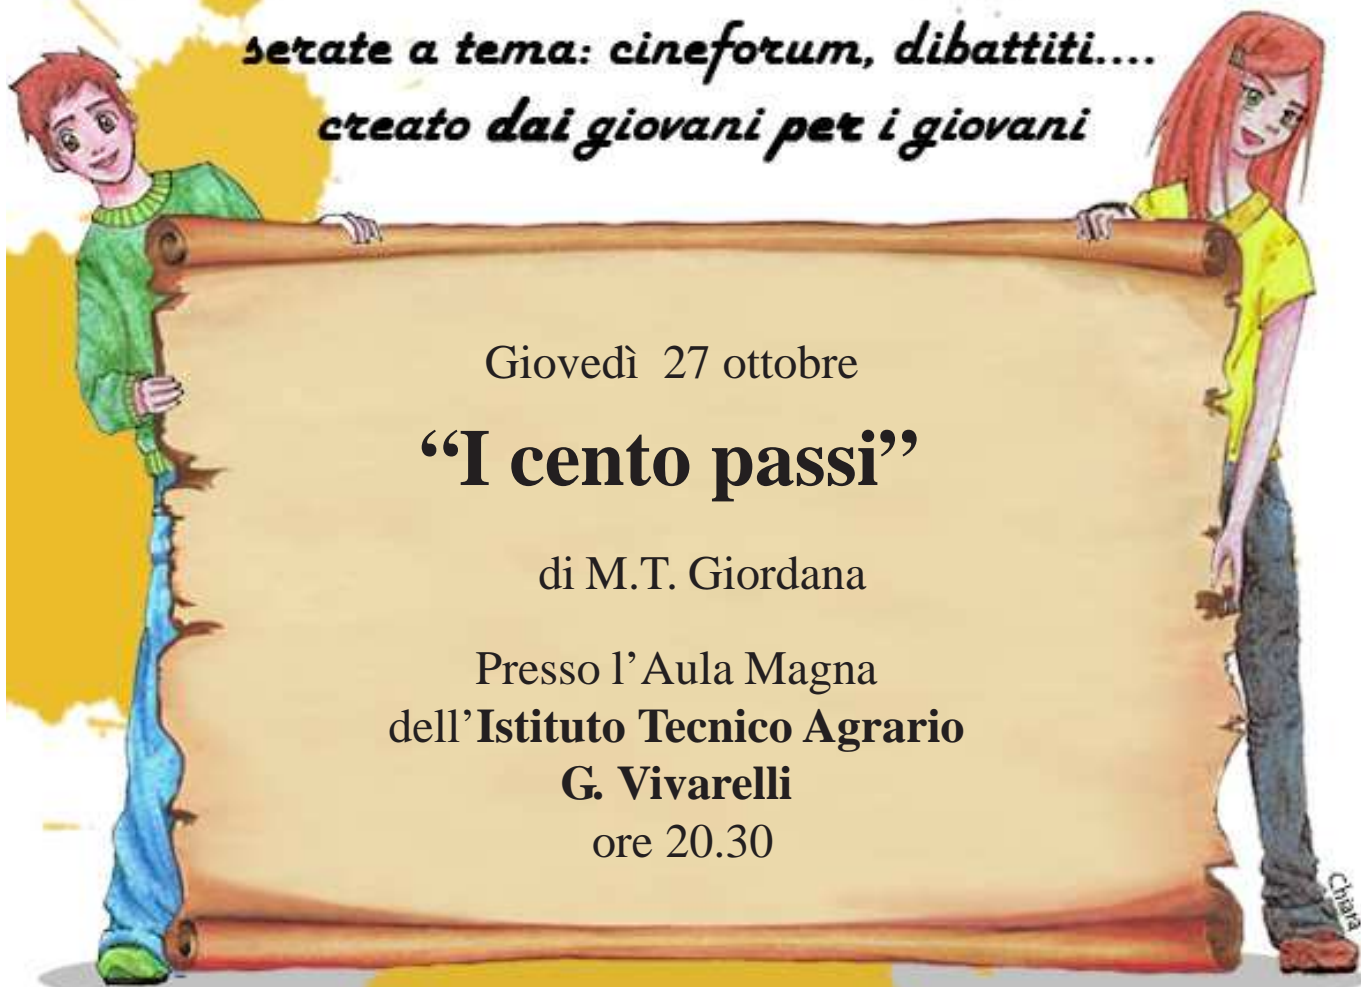 serate a tema: cineforum, dibattiti....
creato dai giovani per i giovani
Giovedì 27 ottobre
“I cento passi”
di M.T. Giordana
Presso l’Aula Magna
dell’Istituto Tecnico Agrario
G. Vivarelli
ore 20.30
Chiara